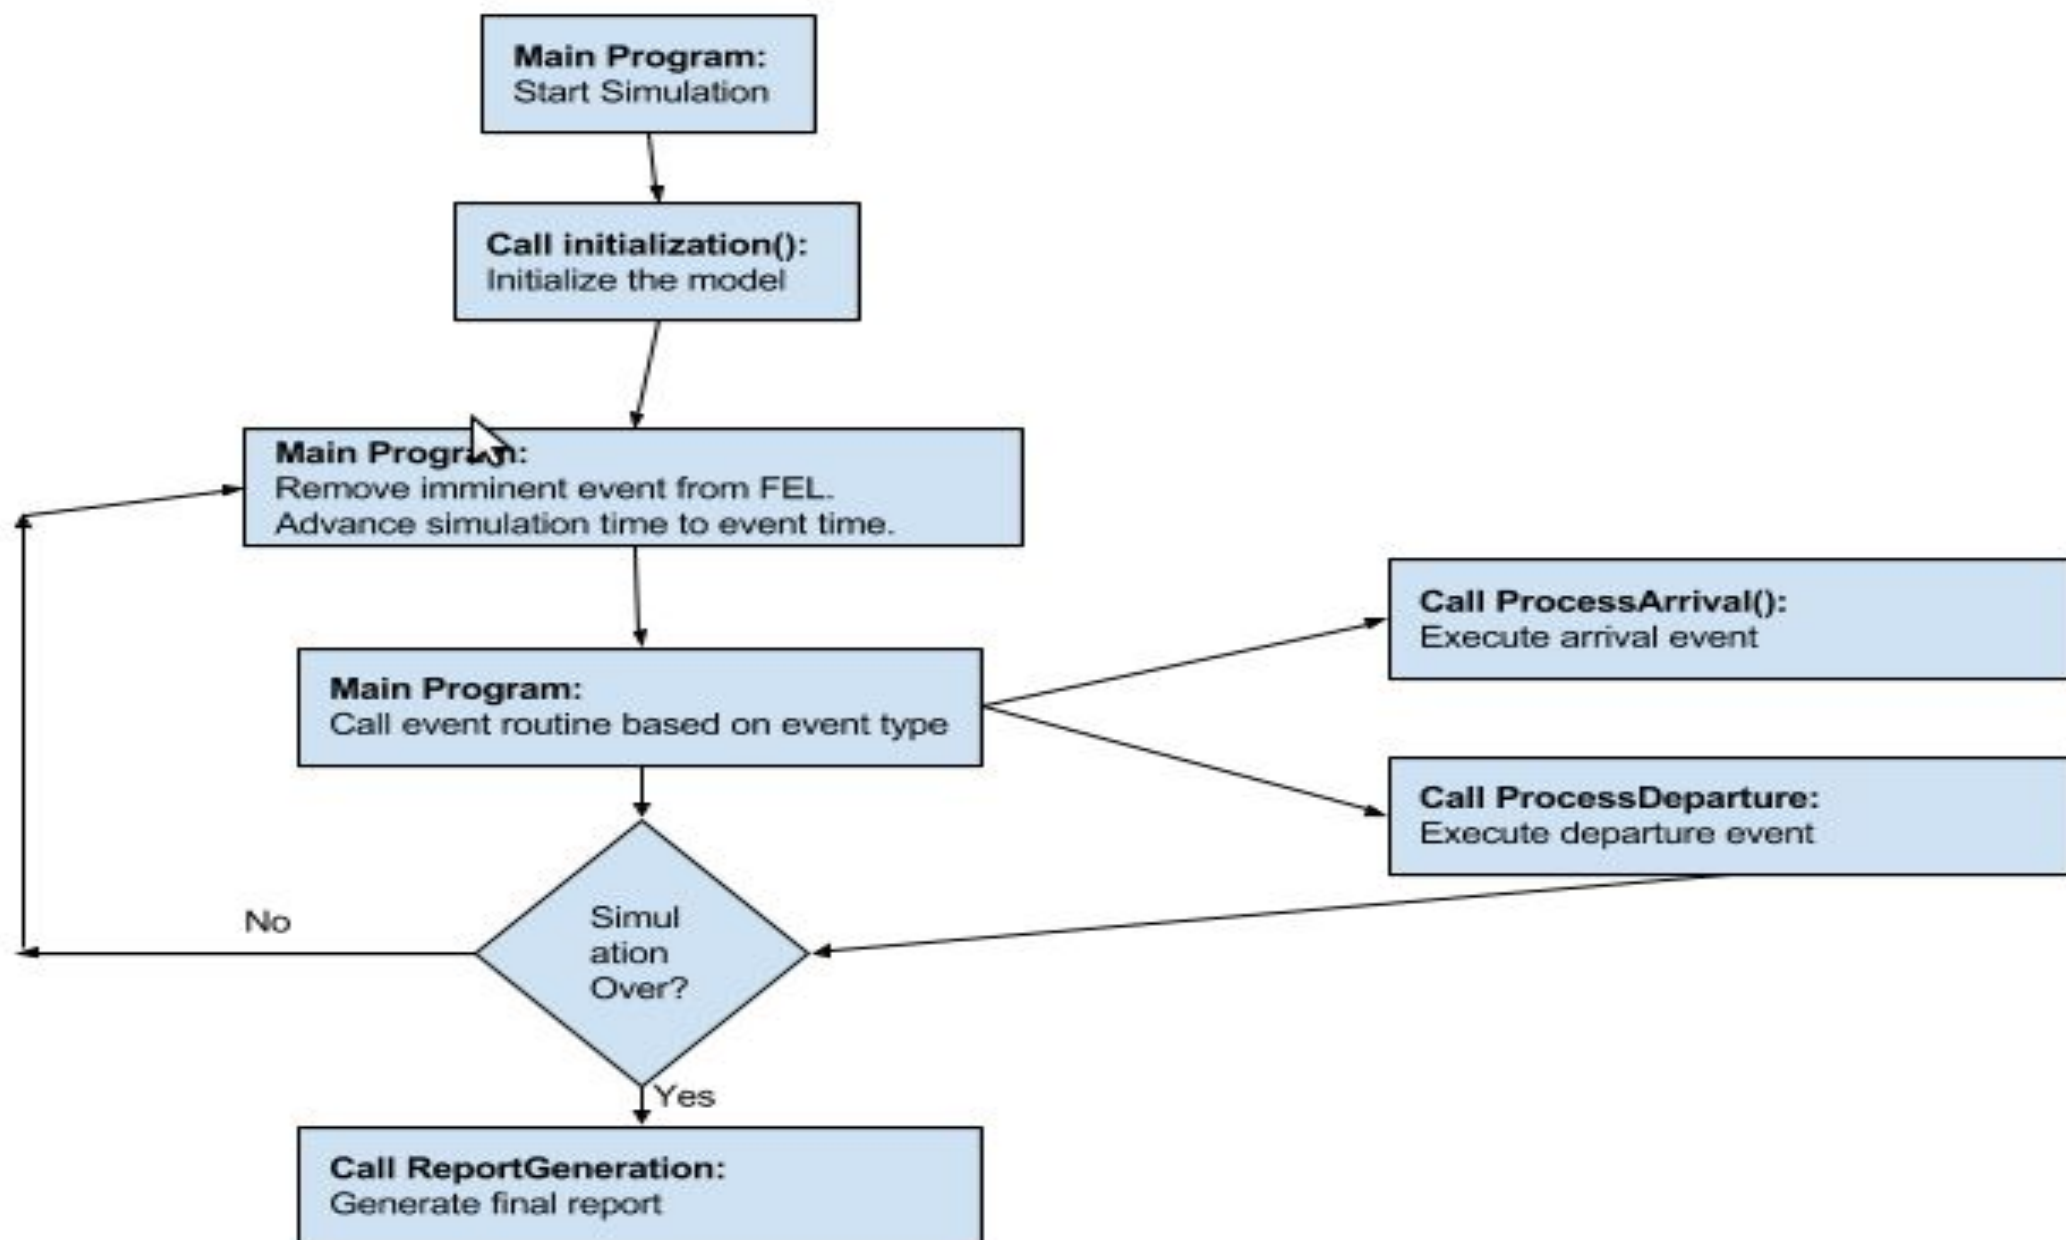 Main Program:
Start Simulation
Call initialization():
Initialize the model
Main Program:
Remove imminent event from FEL.
Advance simulation time to event time.
Main Program:
Call event routine based on event type
Call ProcessArrival():
Execute arrival event
Call ProcessDeparture:
Execute departure event
Simul
ation
Over?
No
Yes
Call ReportGeneration:
Generate final report